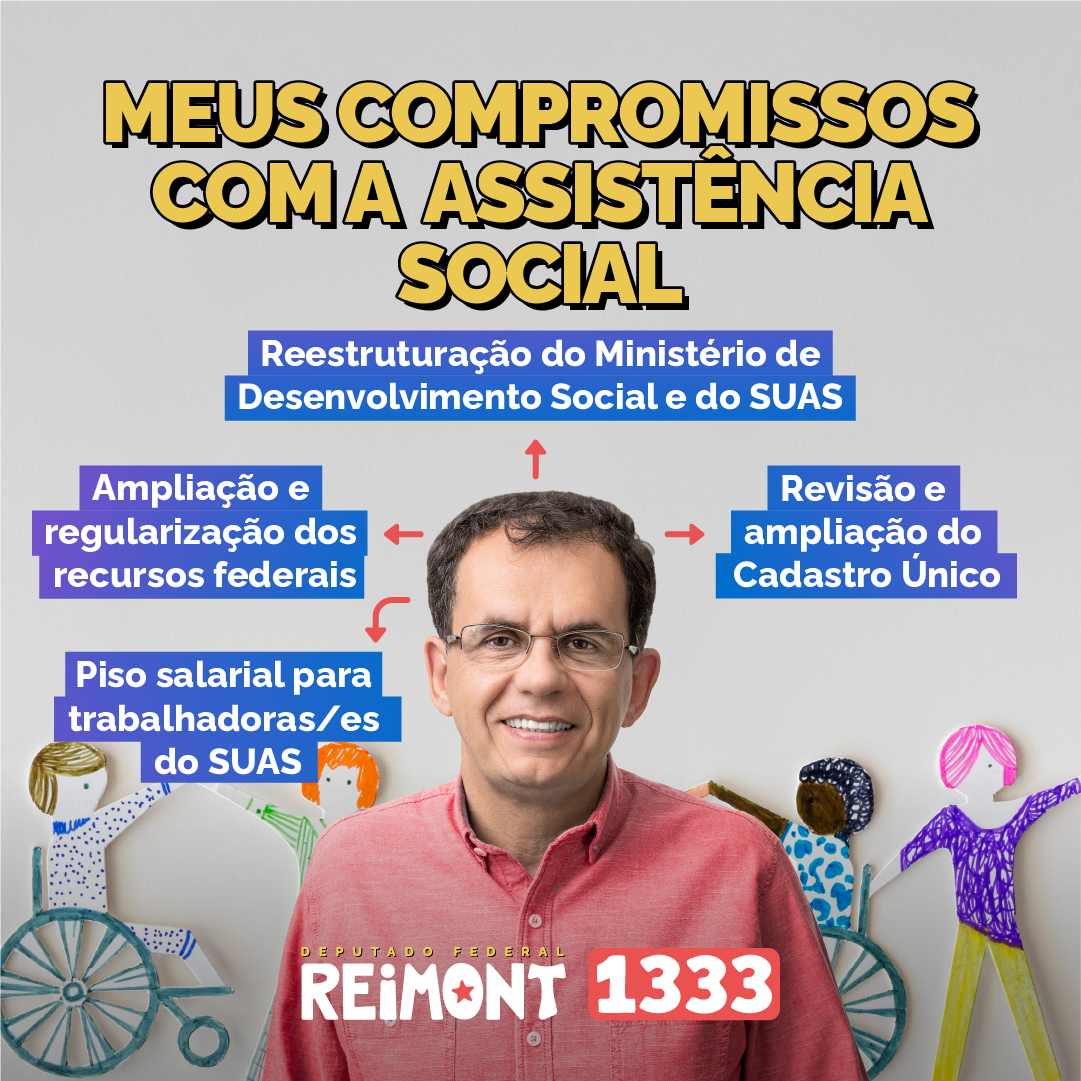 MEUS COMPROMISSOS
COM A ASSISTÊNCIA
SOCIAL
Reestruturação do Ministério de
Desenvolvimento Social e do SUAS
Ampliação e
regularização dos
recursos federais
Revisão e
ampliação do
Cadastro Único
Piso salarial para
trabalhadoras/es
do SUAS
DEPUTADO FEDERAL
REIMONT 1333